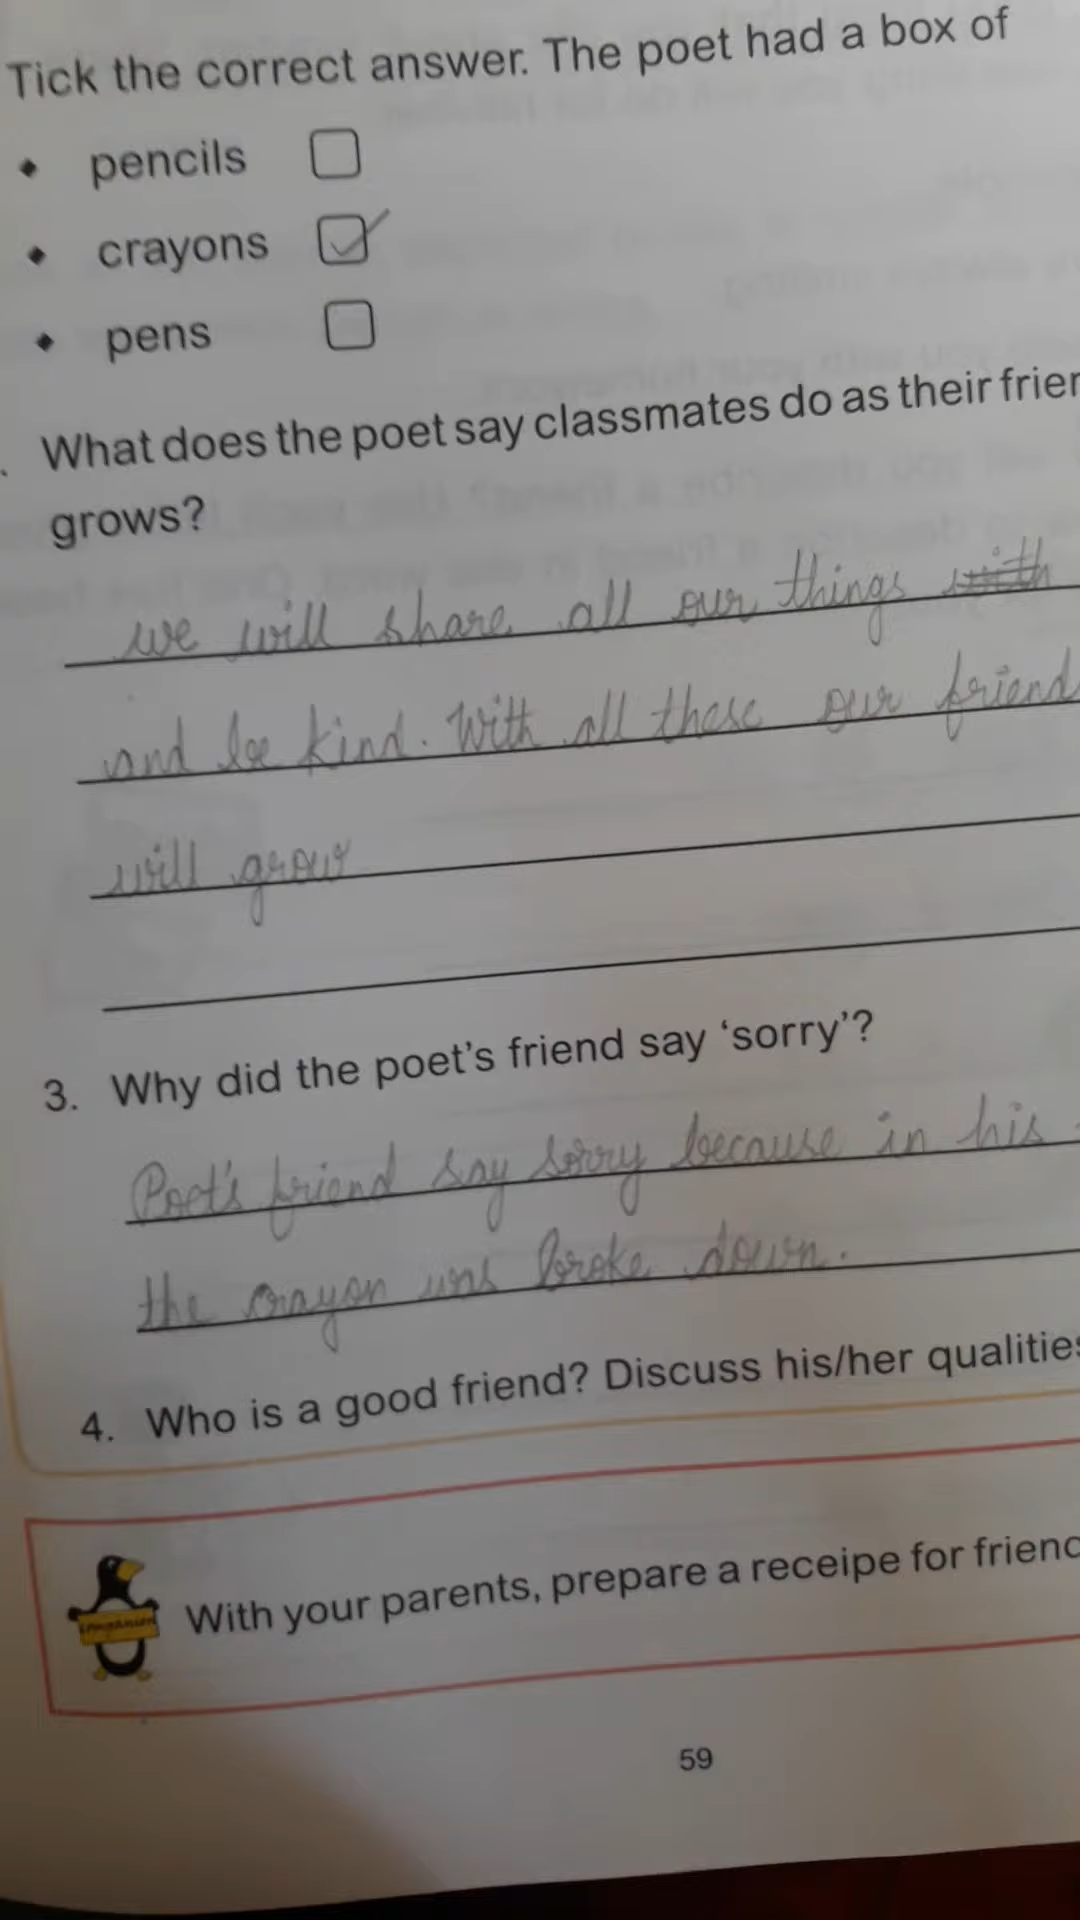 Tick the correct answer. The poet had a box of
• pencils
• crayons
• pens
What does the poet say classmates do as their frien
grows?
we will share all our things with
and be kind. With all these our friend
will grow
3. Why did the poet's friend say 'sorry'?
Poet's friend say sorry because in his
the crayon was broke down.
4. Who is a good friend? Discuss his/her qualities
With your parents, prepare a receipe for friend
59